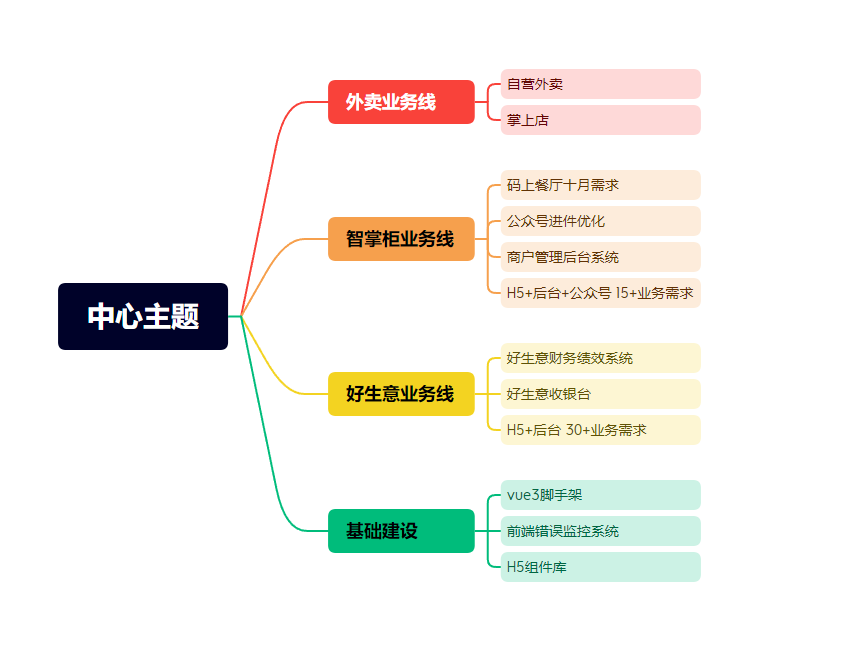 中心主题
外卖业务线
自营外卖
掌上店
智掌柜业务线
码上餐厅十月需求
公众号进件优化
商户管理后台系统
H5+后台+公众号 15+业务需求
好生意业务线
好生意财务绩效系统
好生意收银台
H5+后台 30+业务需求
基础建设
vue3脚手架
前端错误监控系统
H5组件库